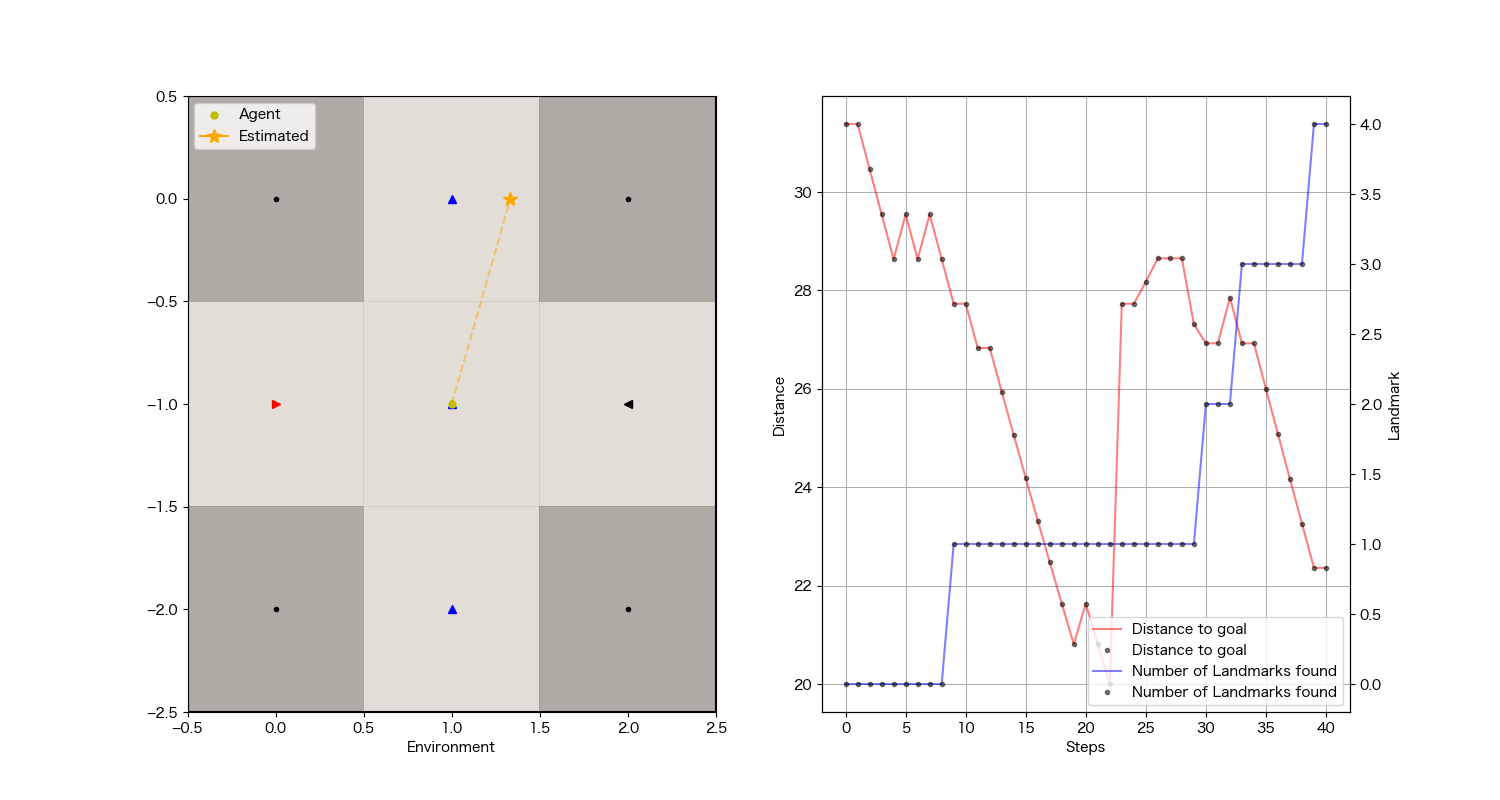 Agent
Estimated
0.5
0.0
−0.5
−1.0
−1.5
−2.0
−2.5
−0.5 0.0 0.5 1.0 1.5 2.0 2.5
Environment
Distance
30
28
26
24
22
20
0 5 10 15 20 25 30 35 40
Steps
4.0
3.5
3.0
2.5
2.0
1.5
1.0
0.5
0.0
Landmark
Distance to goal
Distance to goal
Number of Landmarks found
Number of Landmarks found